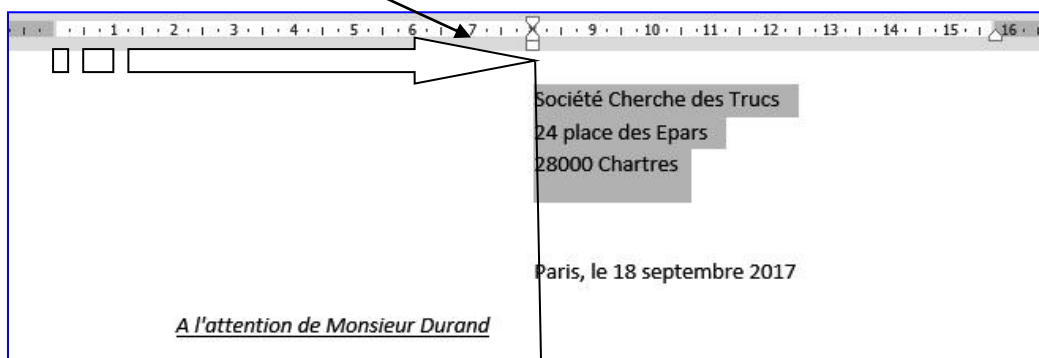 1 2 3 4 5 6 7 9 10 11 12 13 14 15 16
Société Cherche des Trucs
24 place des Epars
28000 Chartres
Paris, le 18 septembre 2017
A l'attention de Monsieur Durand